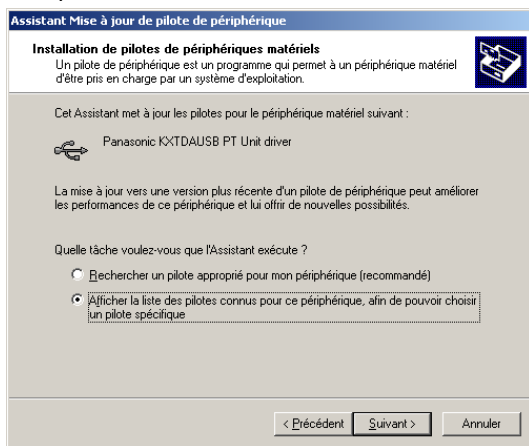 Assistant Mise à jour de pilote de périphérique
Installation de pilotes de périphériques matériels
Un pilote de périphérique est un programme qui permet à un périphérique matériel
d'être pris en charge par un système d'exploitation.
Cet Assistant met à jour les pilotes pour le périphérique matériel suivant :
Panasonic KXTDAUSB PT Unit driver
La mise à jour vers une version plus récente d'un pilote de périphérique peut améliorer
les performances de ce périphérique et lui offrir de nouvelles possibilités.
Quelle tâche voulez-vous que l'Assistant exécute ?
Rechercher un pilote approprié pour mon périphérique (recommandé)
Afficher la liste des pilotes connus pour ce périphérique, afin de pouvoir choisir
un pilote spécifique
< Précédent
Suivant >
Annuler